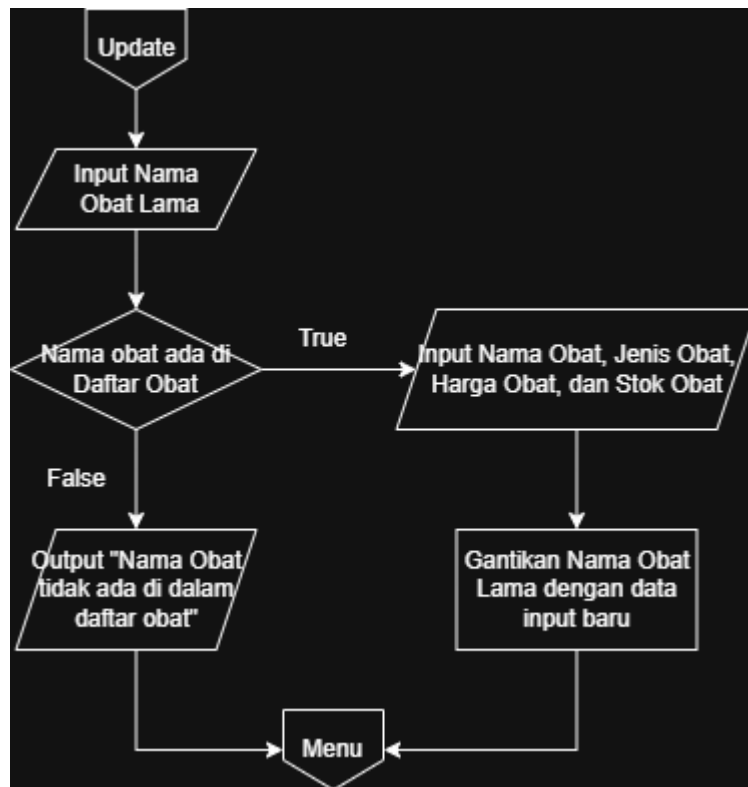 Update
Input Nama
Obat Lama
Nama obat ada di
Daftar Obat
True
Input Nama Obat, Jenis Obat,
Harga Obat, dan Stok Obat
False
Output "Nama Obat
tidak ada di dalam
daftar obat"
Gantikan Nama Obat
Lama dengan data
input baru
Menu